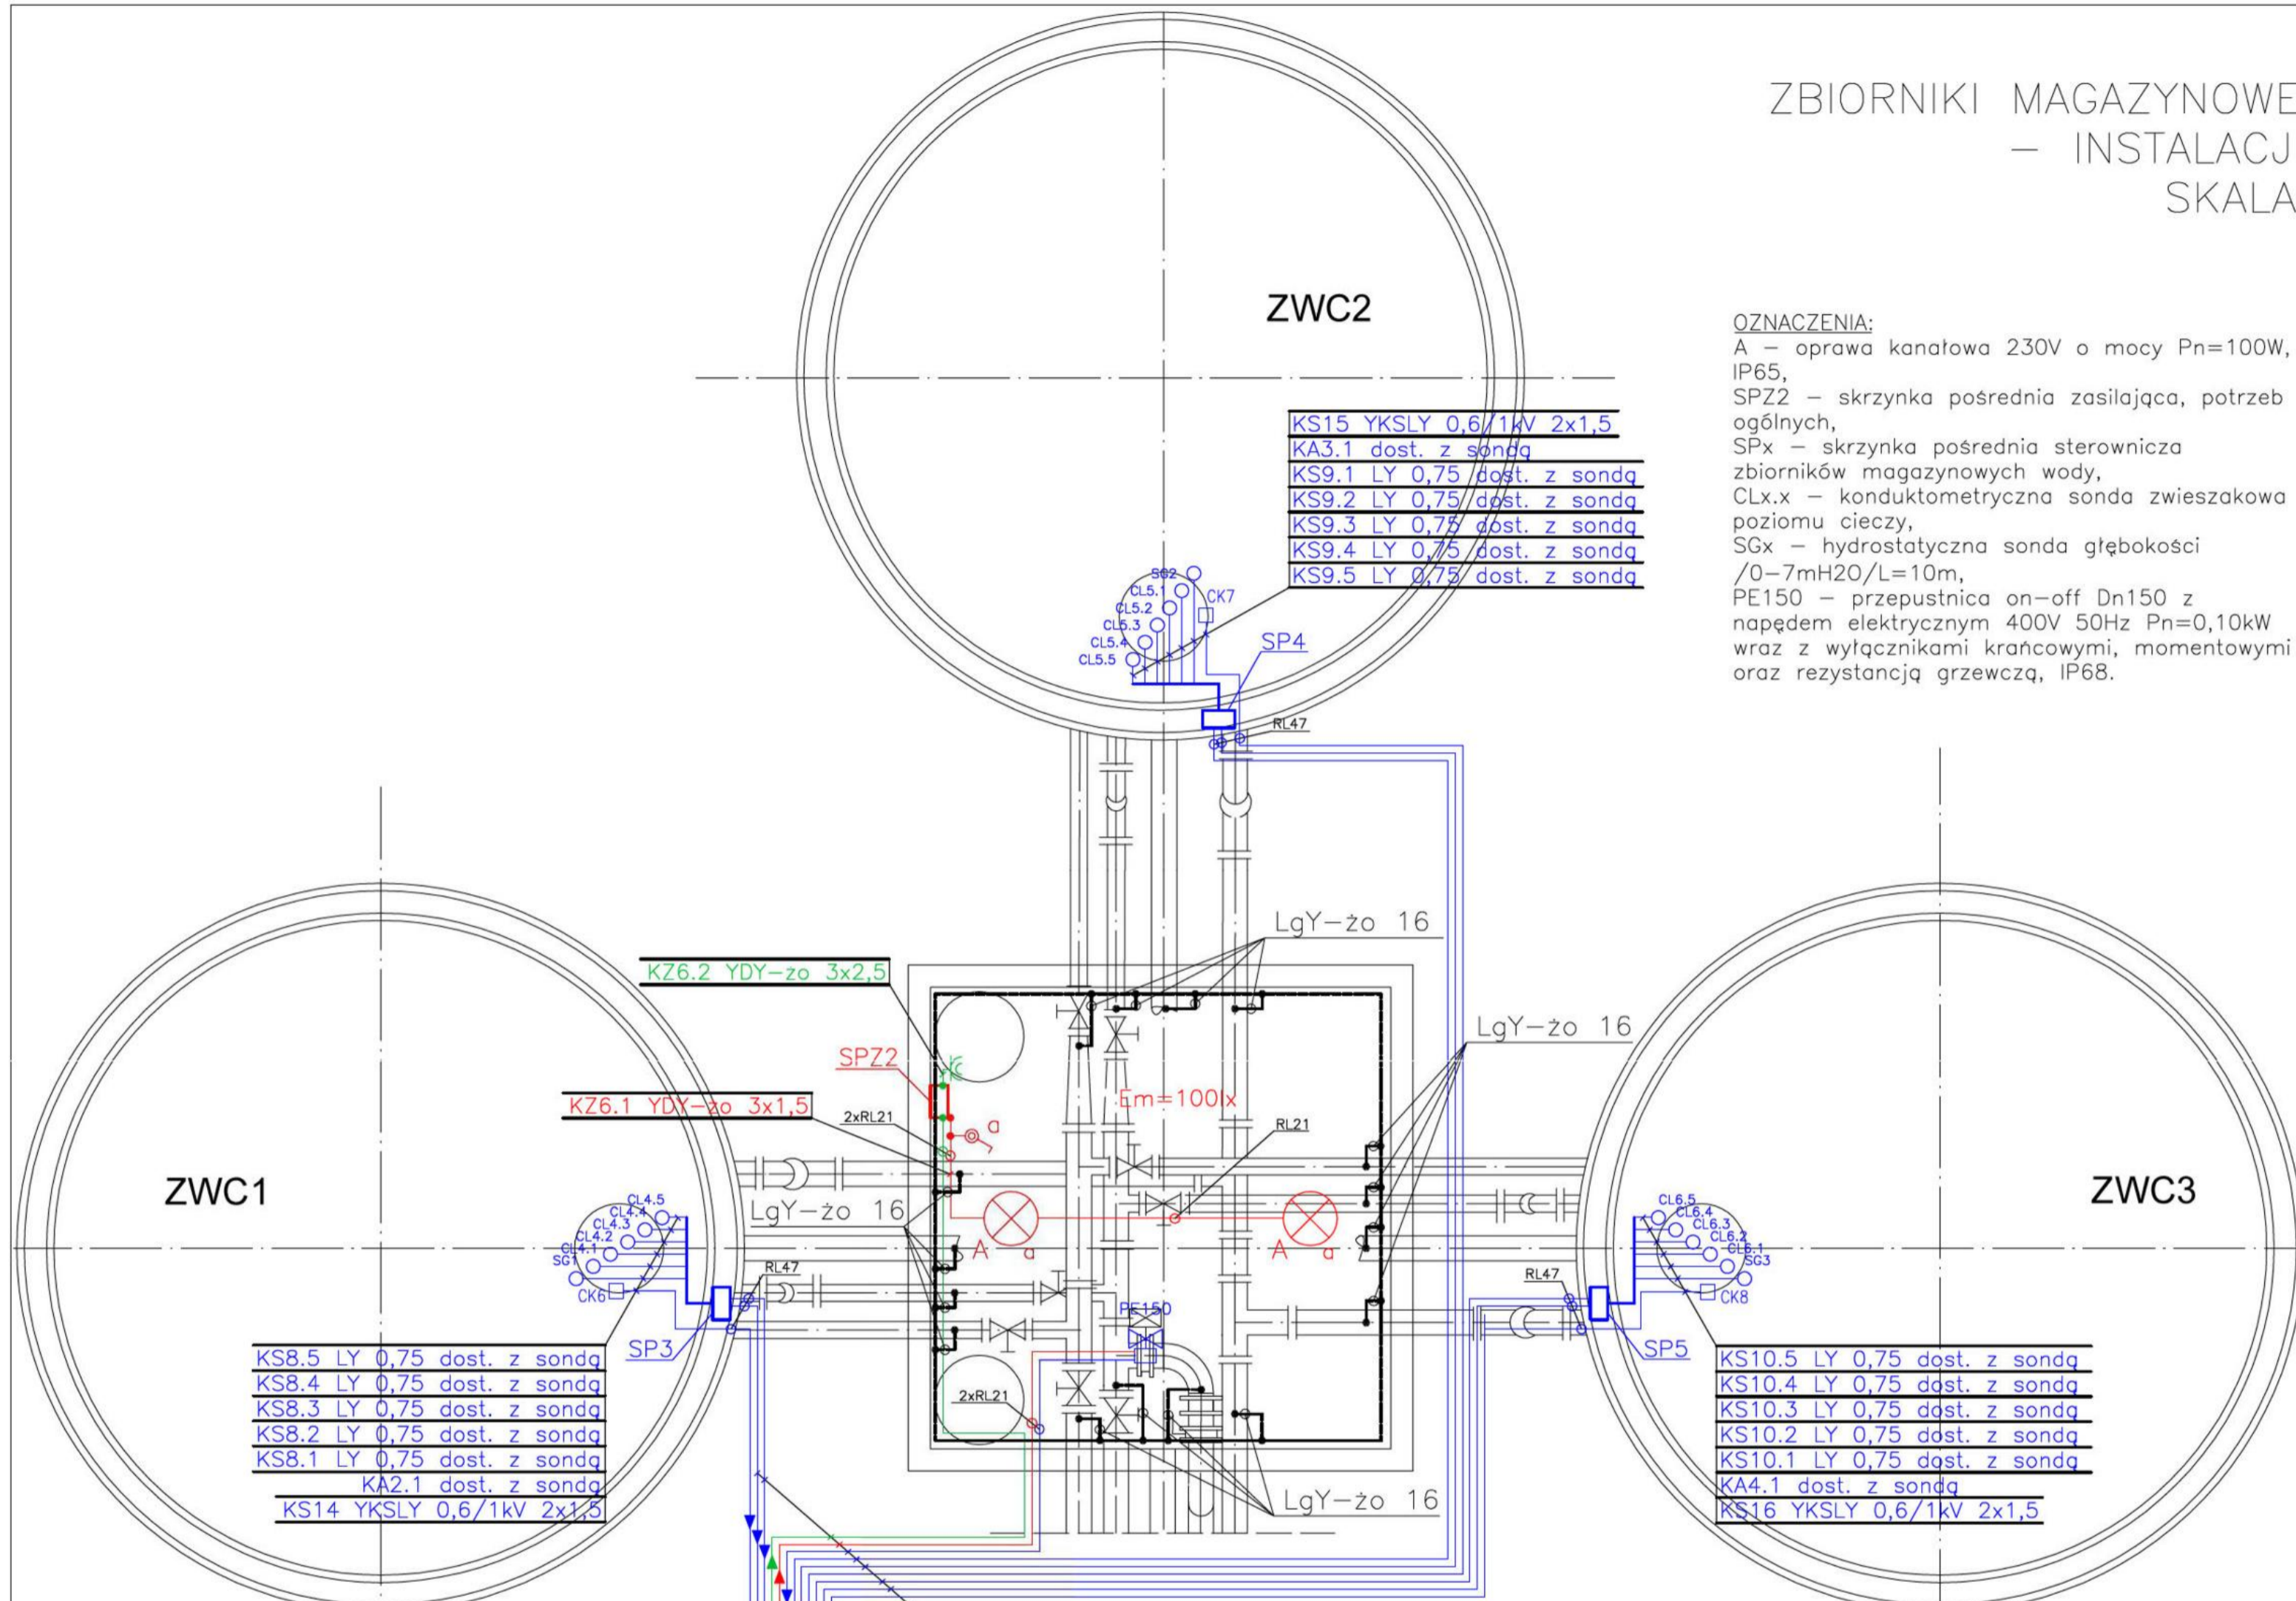 ZBIORNIKI MAGAZYNOWE
– INSTALACJ
SKALA
ZWC2
OZNACZENIA:
A – oprawa kanałowa 230V o mocy Pn=100W,
IP65,
SPZ2 – skrzynka pośrednia zasilająca, potrzeb
ogólnych,
SPx – skrzynka pośrednia sterownicza
zbiorników magazynowych wody,
CLx.x – konduktometryczna sonda zwieszakowa
poziomu cieczy,
SGx – hydrostatyczna sonda głębokości
/0–7mH2O/L=10m,
PE150 – przepustnica on–off Dn150 z
napędem elektrycznym 400V 50Hz Pn=0,10kW
wraz z wyłącznikami krańcowymi, momentowymi
oraz rezystancją grzewczą, IP68.
KS15 YKSLY 0,6/1kV 2x1,5
KA3.1 dost. z sondą
KS9.1 LY 0,75 dost. z sondą
KS9.2 LY 0,75 dost. z sondą
KS9.3 LY 0,75 dost. z sondą
KS9.4 LY 0,75 dost. z sondą
KS9.5 LY 0,75 dost. z sondą
SG2
CL5.1
CL5.2
CL5.3
CL5.4
CL5.5
CK7
SP4
RL47
LgY–żo 16
KZ6.2 YDY–żo 3x2,5
LgY–żo 16
SPZ2
Em=100lx
KZ6.1 YDY–żo 3x1,5
2xRL21
a
RL21
ZWC1
ZWC3
LgY–żo 16
A
a
A
a
CL4.5
CL4.4
CL4.3
CL4.2
CL4.1
SG1
CK6
RL47
SP3
CL6.5
CL6.4
CL6.3
CL6.2
CL6.1
SG3
CK8
RL47
SP5
PE150
2xRL21
KS8.5 LY 0,75 dost. z sondą
KS8.4 LY 0,75 dost. z sondą
KS8.3 LY 0,75 dost. z sondą
KS8.2 LY 0,75 dost. z sondą
KS8.1 LY 0,75 dost. z sondą
KA2.1 dost. z sondą
KS14 YKSLY 0,6/1kV 2x1,5
LgY–żo 16
KS10.5 LY 0,75 dost. z sondą
KS10.4 LY 0,75 dost. z sondą
KS10.3 LY 0,75 dost. z sondą
KS10.2 LY 0,75 dost. z sondą
KS10.1 LY 0,75 dost. z sondą
KA4.1 dost. z sondą
KS16 YKSLY 0,6/1kV 2x1,5